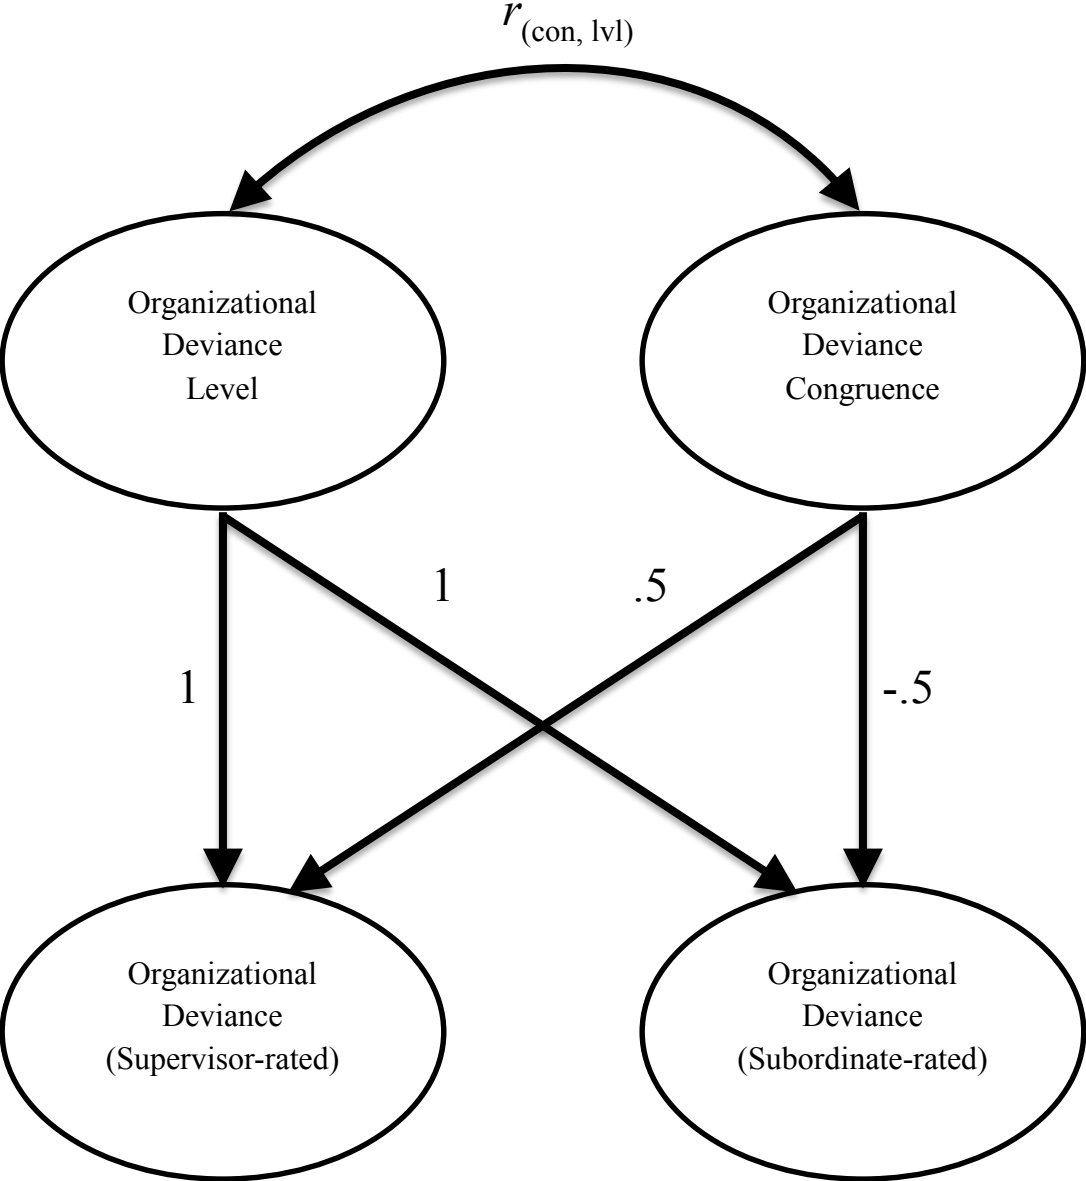 r(con, lvl)
Organizational
Deviance
Level
Organizational
Deviance
Congruence
1
.5
1
-.5
Organizational
Deviance
(Supervisor-rated)
Organizational
Deviance
(Subordinate-rated)